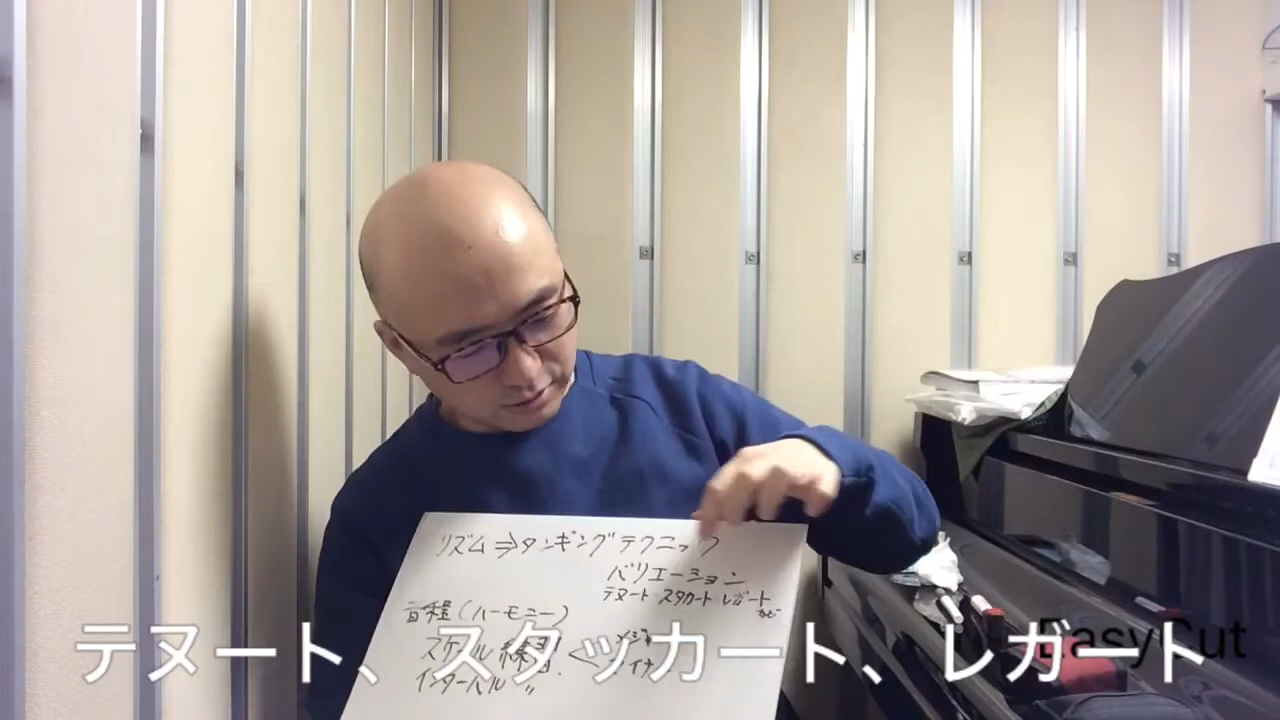 リズム⇒タンギングテクニック
バリエーション
テヌート スタカート レガート
など
音程(ハーモニー)
スケール練習 < メジャ
マイナ
インターバル 〃
テヌート、スタッカート、レガート
EasyCut